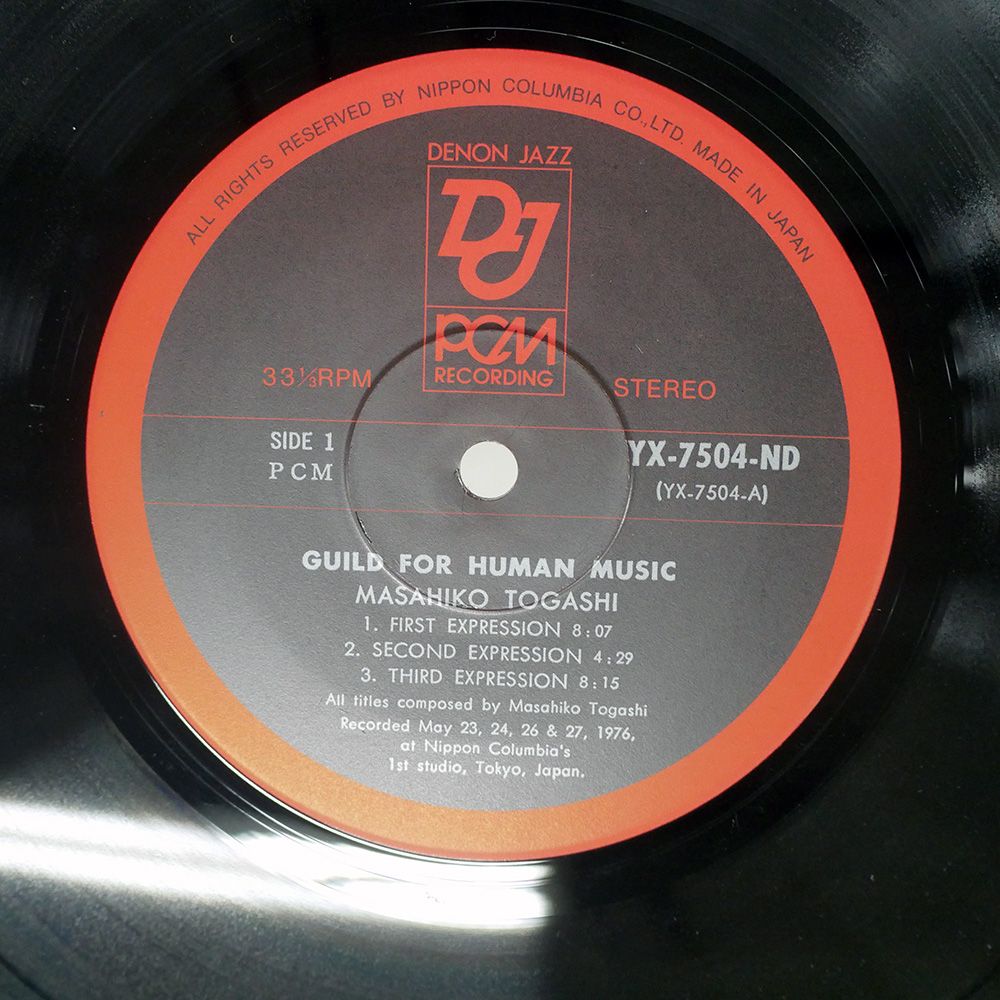 ALL RIGHTS RESERVED BY NIPPON COLUMBIA CO.,LTD. MADE IN JAPAN
DENON JAZZ
DJ
PCM
RECORDING
33⅓RPM
STEREO
SIDE 1
PCM
YX-7504-ND
(YX-7504-A)
GUILD FOR HUMAN MUSIC
MASAHIKO TOGASHI
1. FIRST EXPRESSION 8:07
2. SECOND EXPRESSION 4:29
3. THIRD EXPRESSION 8:15
All titles composed by Masahiko Togashi
Recorded May 23, 24, 26 & 27, 1976,
at Nippon Columbia's
1st studio, Tokyo, Japan.